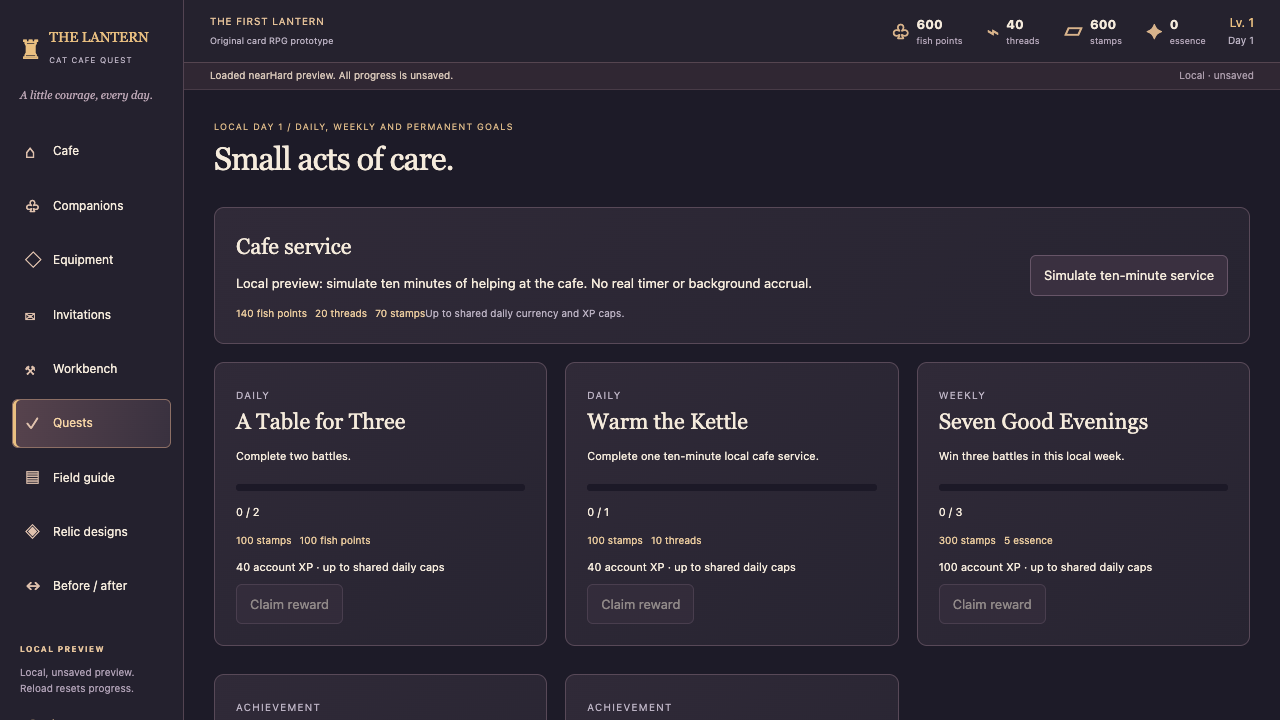 THE LANTERN
CAT CAFE QUEST
A little courage, every day.
Cafe
Companions
Equipment
Invitations
Workbench
Quests
Field guide
Relic designs
Before / after
LOCAL PREVIEW
Local, unsaved preview.
Reload resets progress.
THE FIRST LANTERN
Original card RPG prototype
600
fish points
40
threads
600
stamps
0
essence
Lv. 1
Day 1
Loaded nearHard preview. All progress is unsaved.
Local · unsaved
LOCAL DAY 1 / DAILY, WEEKLY AND PERMANENT GOALS
Small acts of care.
Cafe service
Local preview: simulate ten minutes of helping at the cafe. No real timer or background accrual.
140 fish points 20 threads 70 stampsUp to shared daily currency and XP caps.
Simulate ten-minute service
DAILY
A Table for Three
Complete two battles.
0 / 2
100 stamps 100 fish points
40 account XP · up to shared daily caps
Claim reward
DAILY
Warm the Kettle
Complete one ten-minute local cafe service.
0 / 1
100 stamps 10 threads
40 account XP · up to shared daily caps
Claim reward
WEEKLY
Seven Good Evenings
Win three battles in this local week.
0 / 3
300 stamps 5 essence
100 account XP · up to shared daily caps
Claim reward
ACHIEVEMENT
ACHIEVEMENT